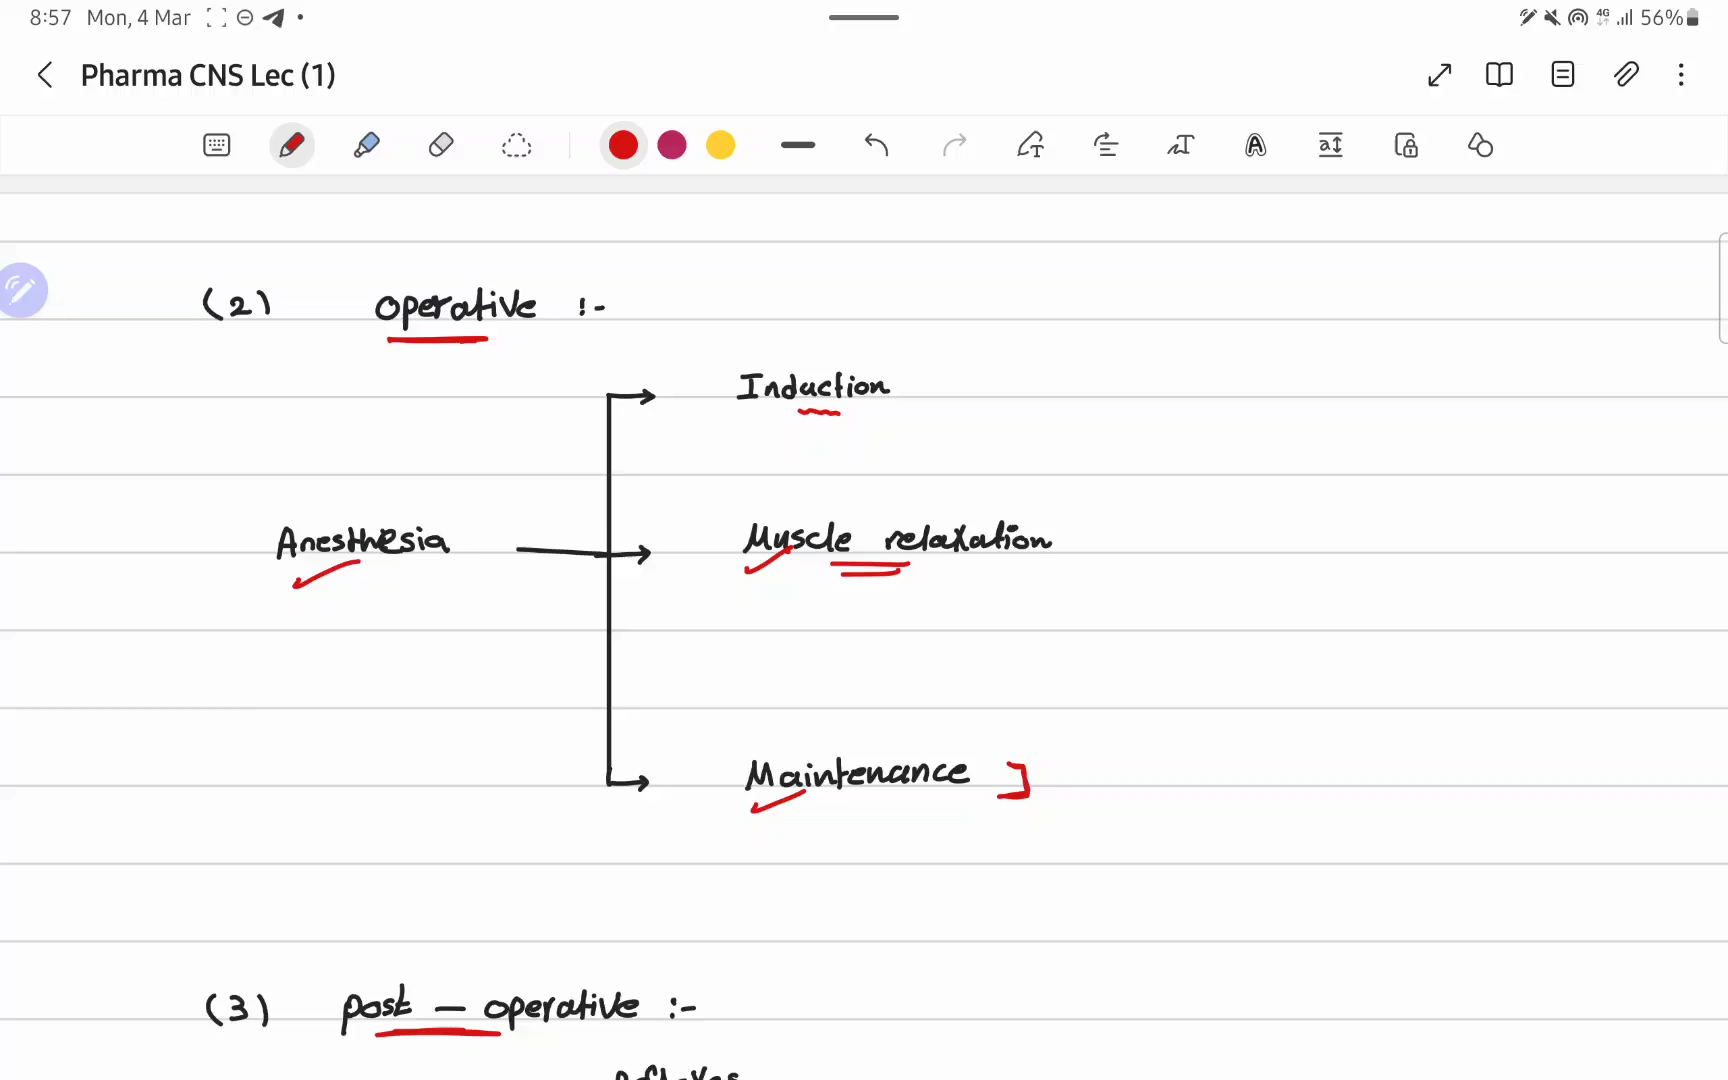 8:57 Mon, 4 Mar
4G 56%
Pharma CNS Lec (1)
(2) operative :-
Induction
Anesthesia
Muscle relaxation
Maintenance
(3) post - operative :-